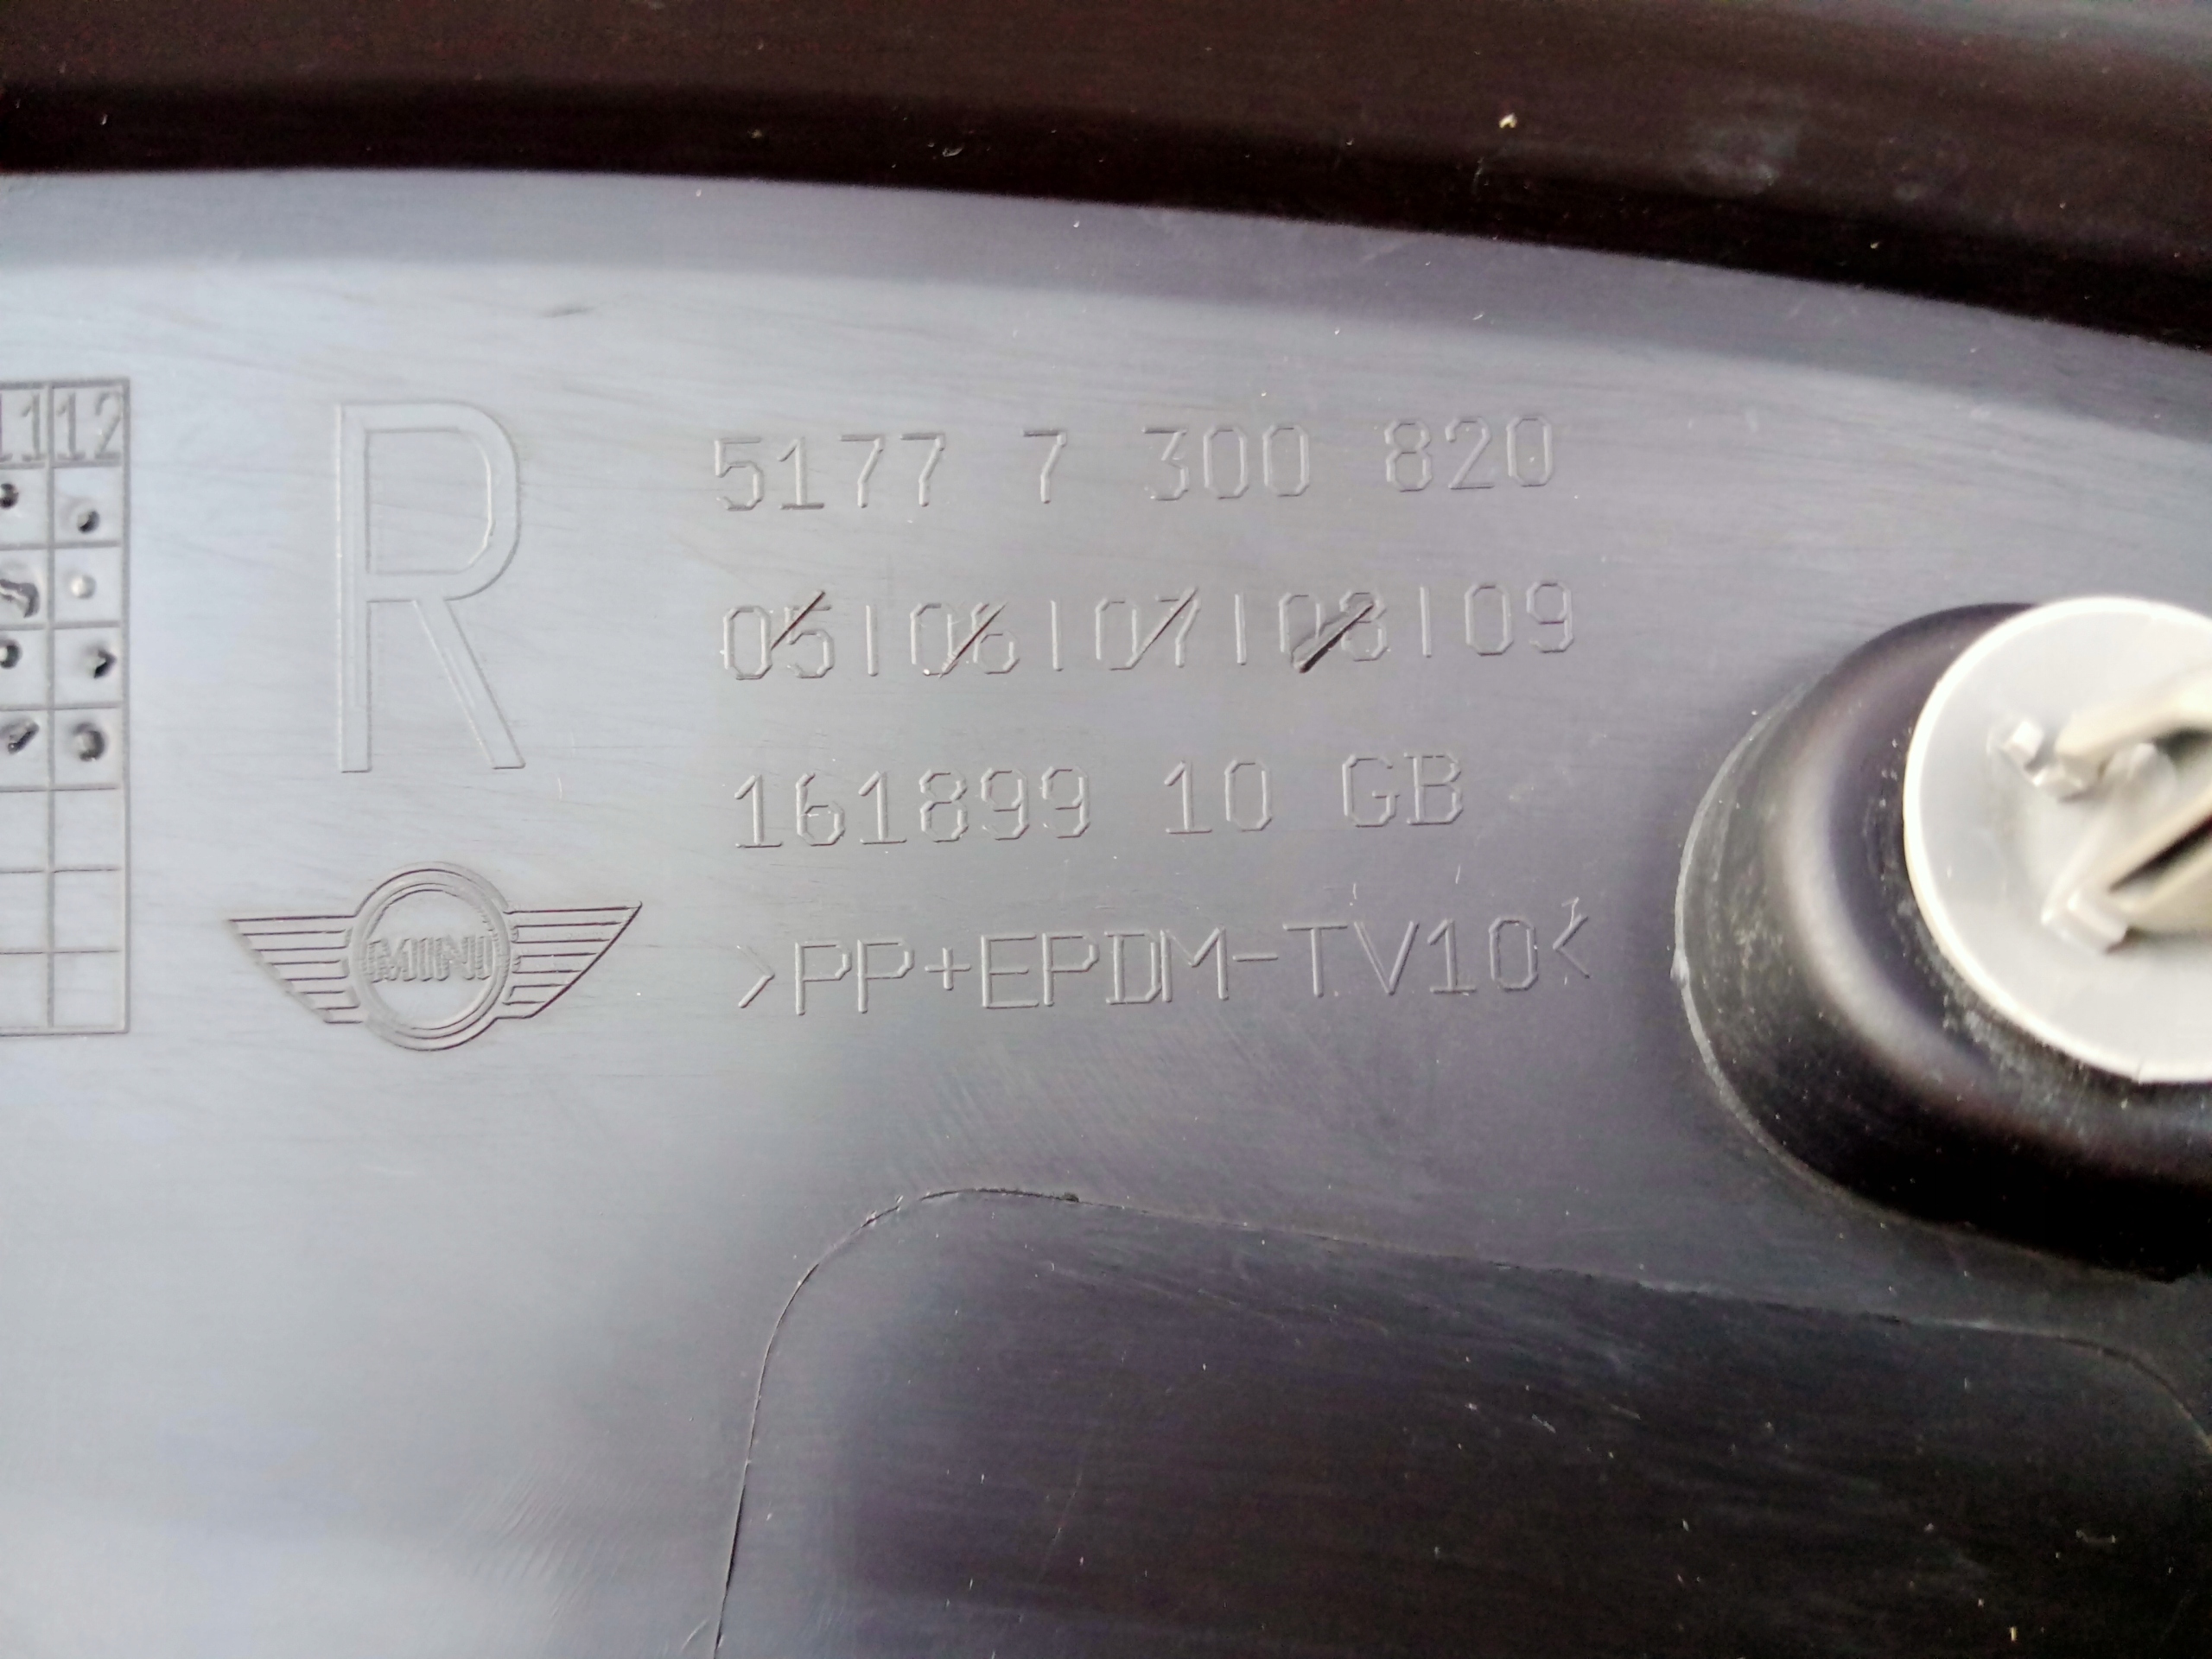 11 12
R
5177 7 300 820
05|06|07|08|09
161899 10 GB
MINI
>PP+EPDM-TV10<